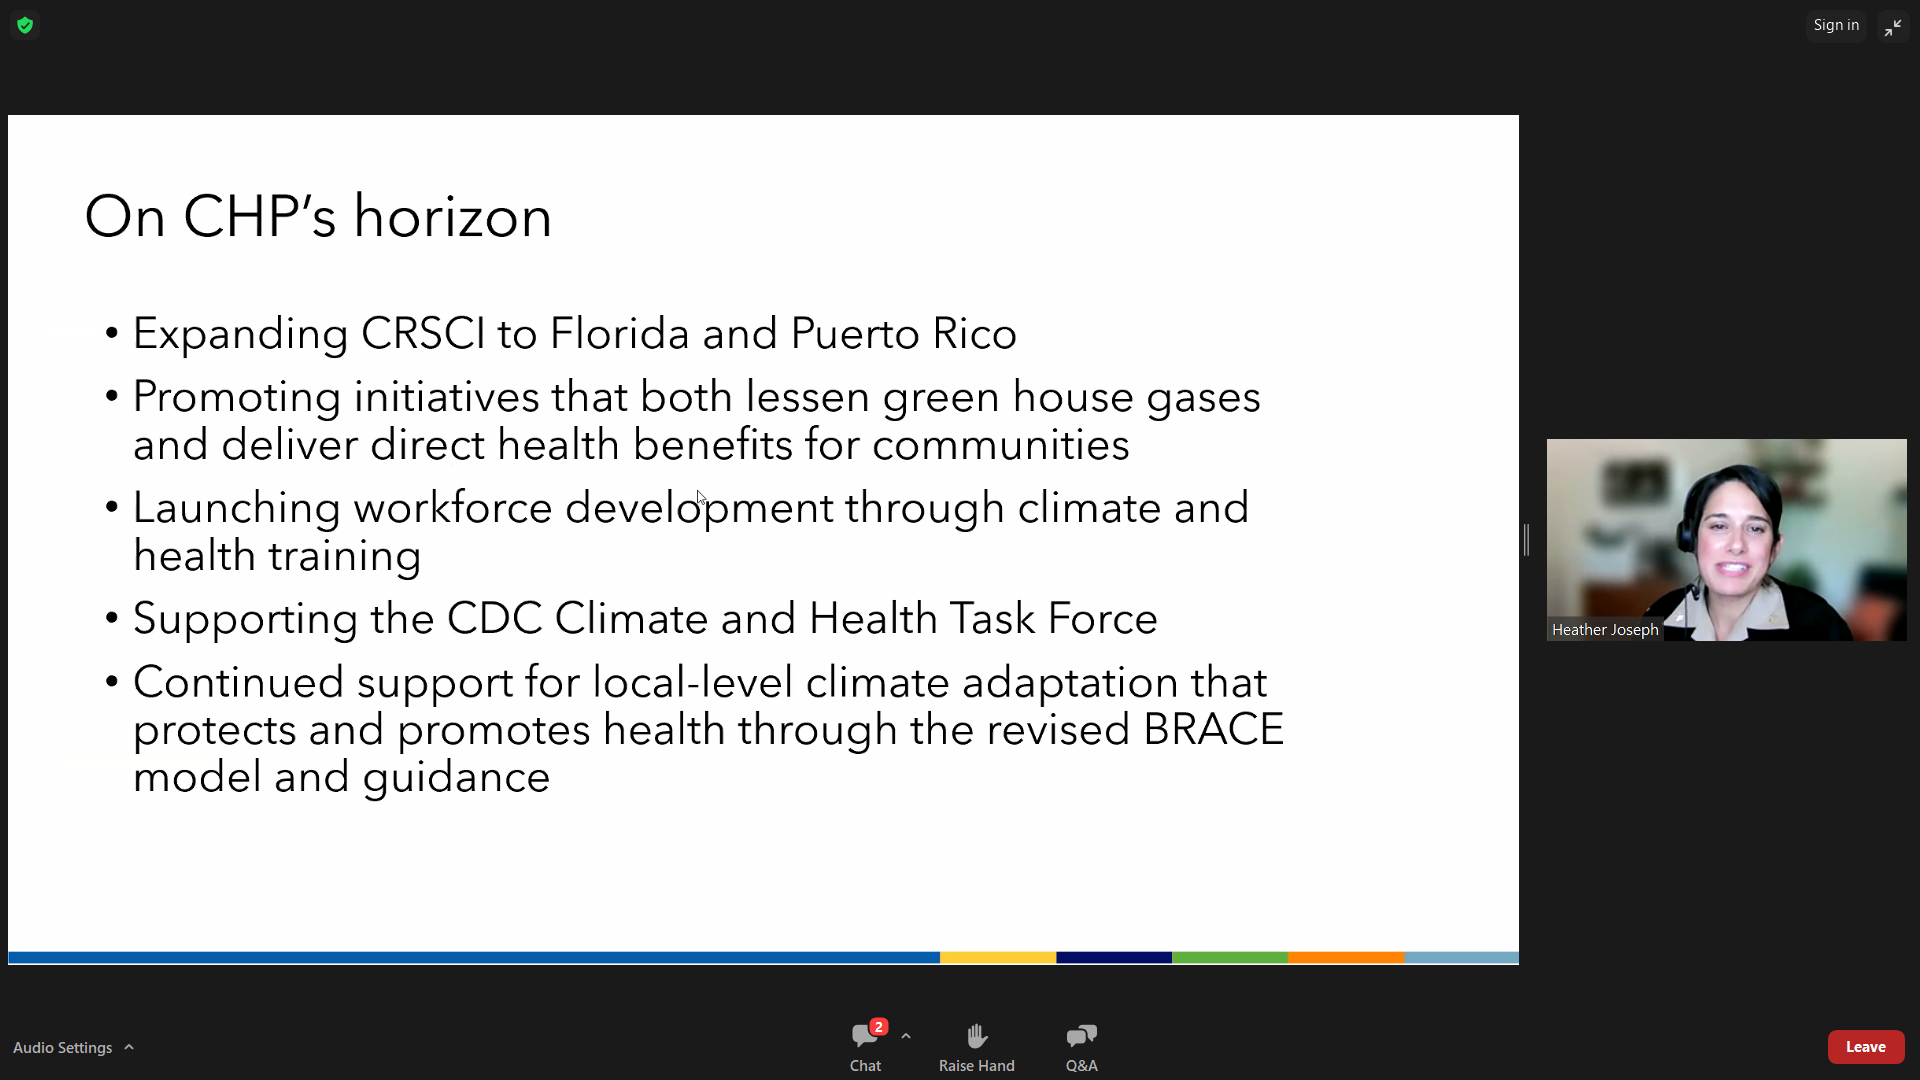 Sign in
On CHP’s horizon
• Expanding CRSCI to Florida and Puerto Rico
• Promoting initiatives that both lessen green house gases
and deliver direct health benefits for communities
• Launching workforce development through climate and
health training
• Supporting the CDC Climate and Health Task Force
• Continued support for local-level climate adaptation that
protects and promotes health through the revised BRACE
model and guidance
Heather Joseph
Audio Settings
2
Chat
Raise Hand
Q&A
Leave